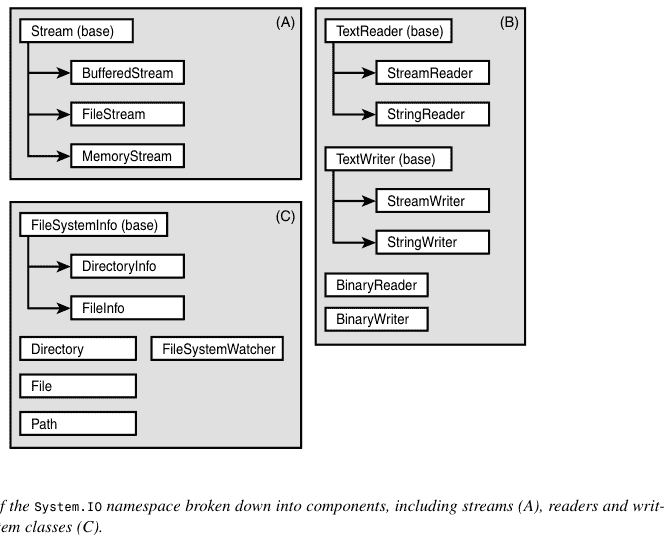 Stream (base)
(A)
BufferedStream
FileStream
MemoryStream
TextReader (base)
(B)
StreamReader
StringReader
TextWriter (base)
StreamWriter
StringWriter
BinaryReader
BinaryWriter
FileSystemInfo (base)
(C)
DirectoryInfo
FileInfo
Directory
FileSystemWatcher
File
Path
f the System.IO namespace broken down into components, including streams (A), readers and writ-
tem classes (C).